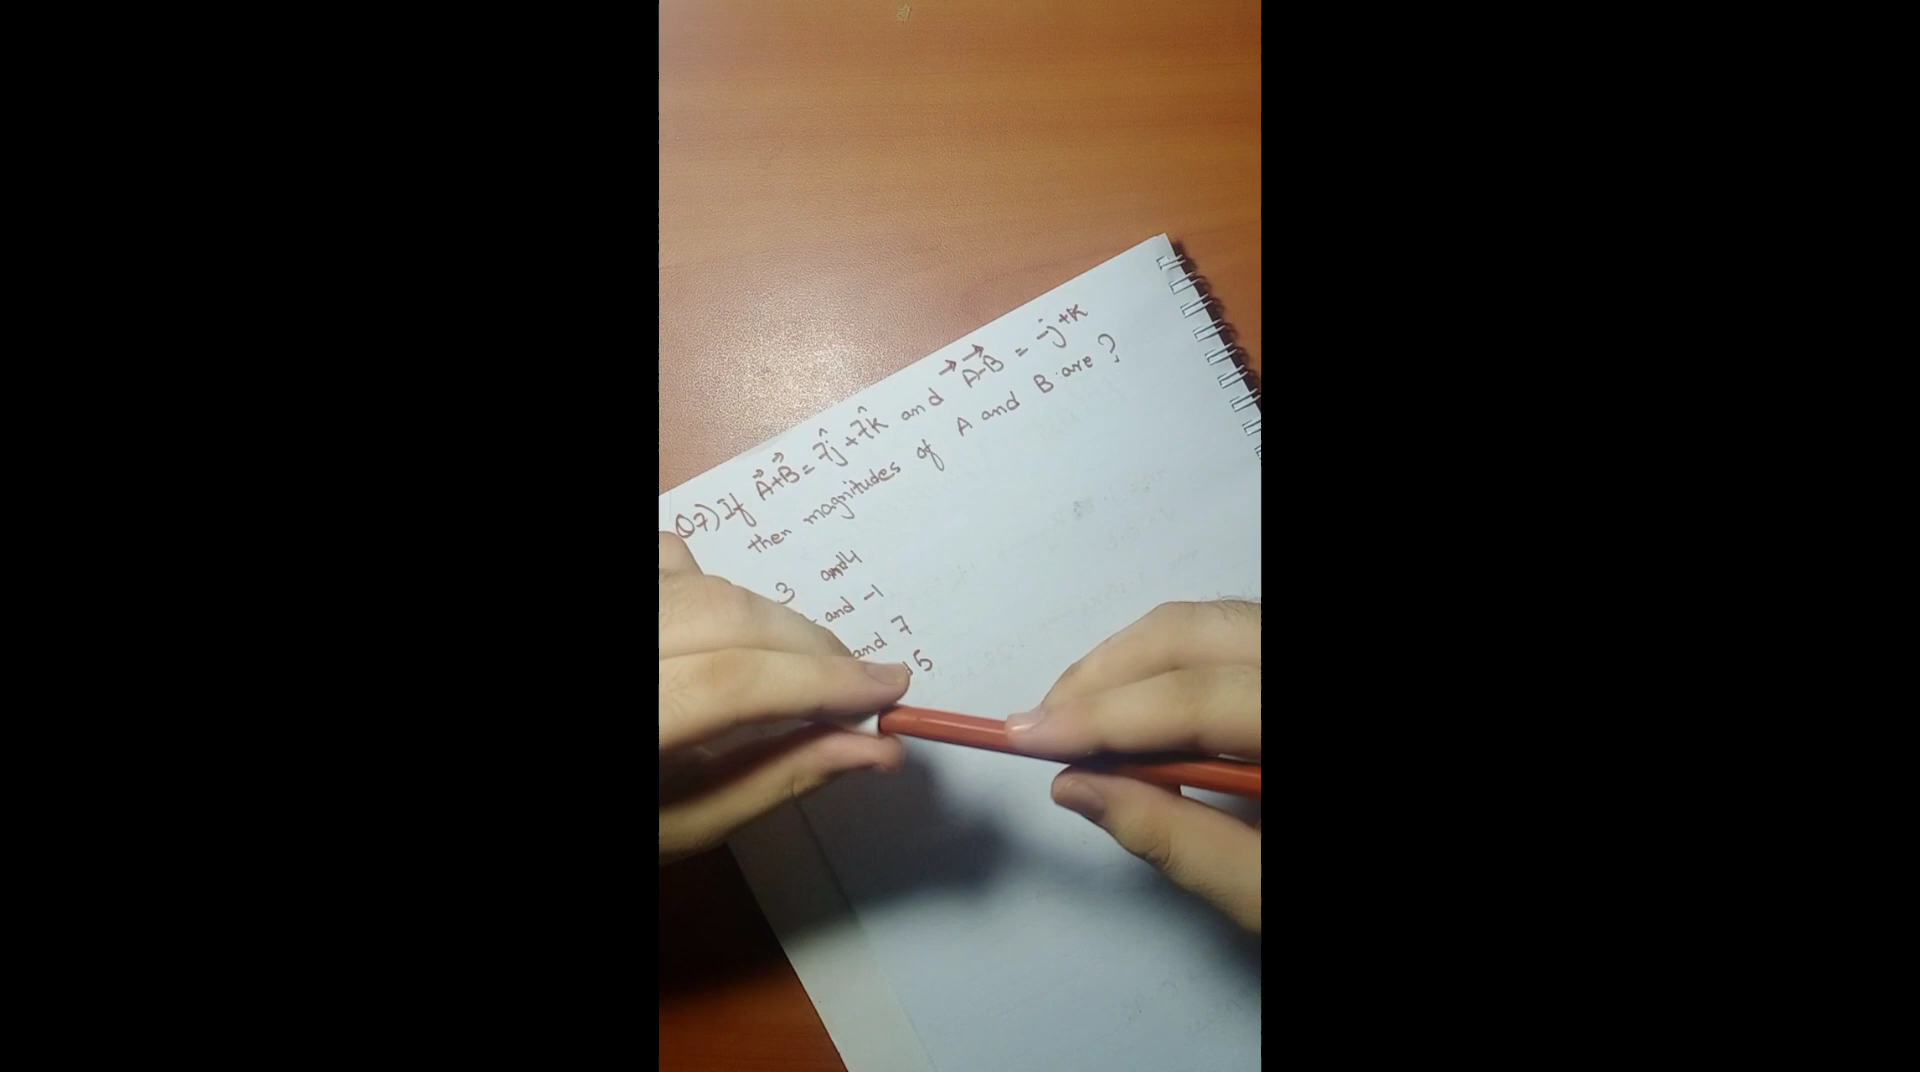 Q7) If A⃗+B⃗ = 7ĵ+7k̂ and → A-B⃗ = -j+k
then magnitudes of A and B are?
3 and 4
and -1
and 7
5